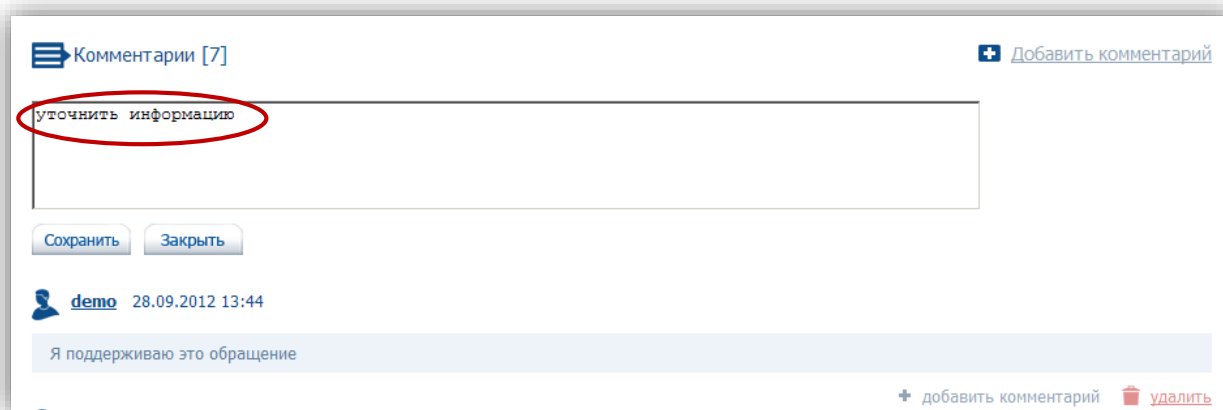 Комментарии [7]
Добавить комментарий
уточнить информацию
Сохранить Закрыть
demo 28.09.2012 13:44
Я поддерживаю это обращение
добавить комментарий удалить